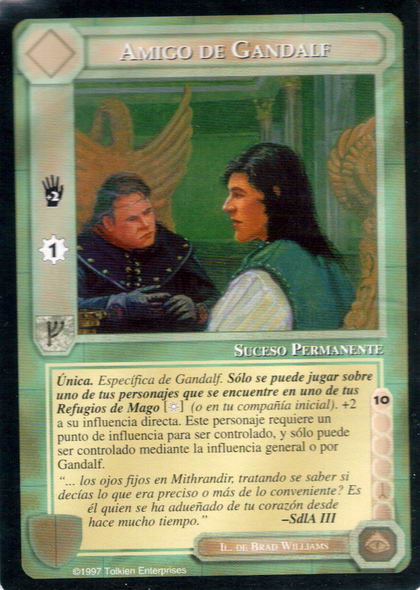 AMIGO DE GANDALF
-2
1
SUCESO PERMANENTE
Única. Específica de Gandalf. Sólo se puede jugar sobre
uno de tus personajes que se encuentre en uno de tus
Refugios de Mago [☼] (o en tu compañía inicial). +2
a su influencia directa. Este personaje requiere un
punto de influencia para ser controlado, y sólo puede
ser controlado mediante la influencia general o por
Gandalf.
10
“... los ojos fijos en Mithrandir, tratando se saber si
decías lo que era preciso o más de lo conveniente? Es
él quien se ha adueñado de tu corazón desde
hace mucho tiempo.” –SdlA III
IL. DE BRAD WILLIAMS
©1997 Tolkien Enterprises